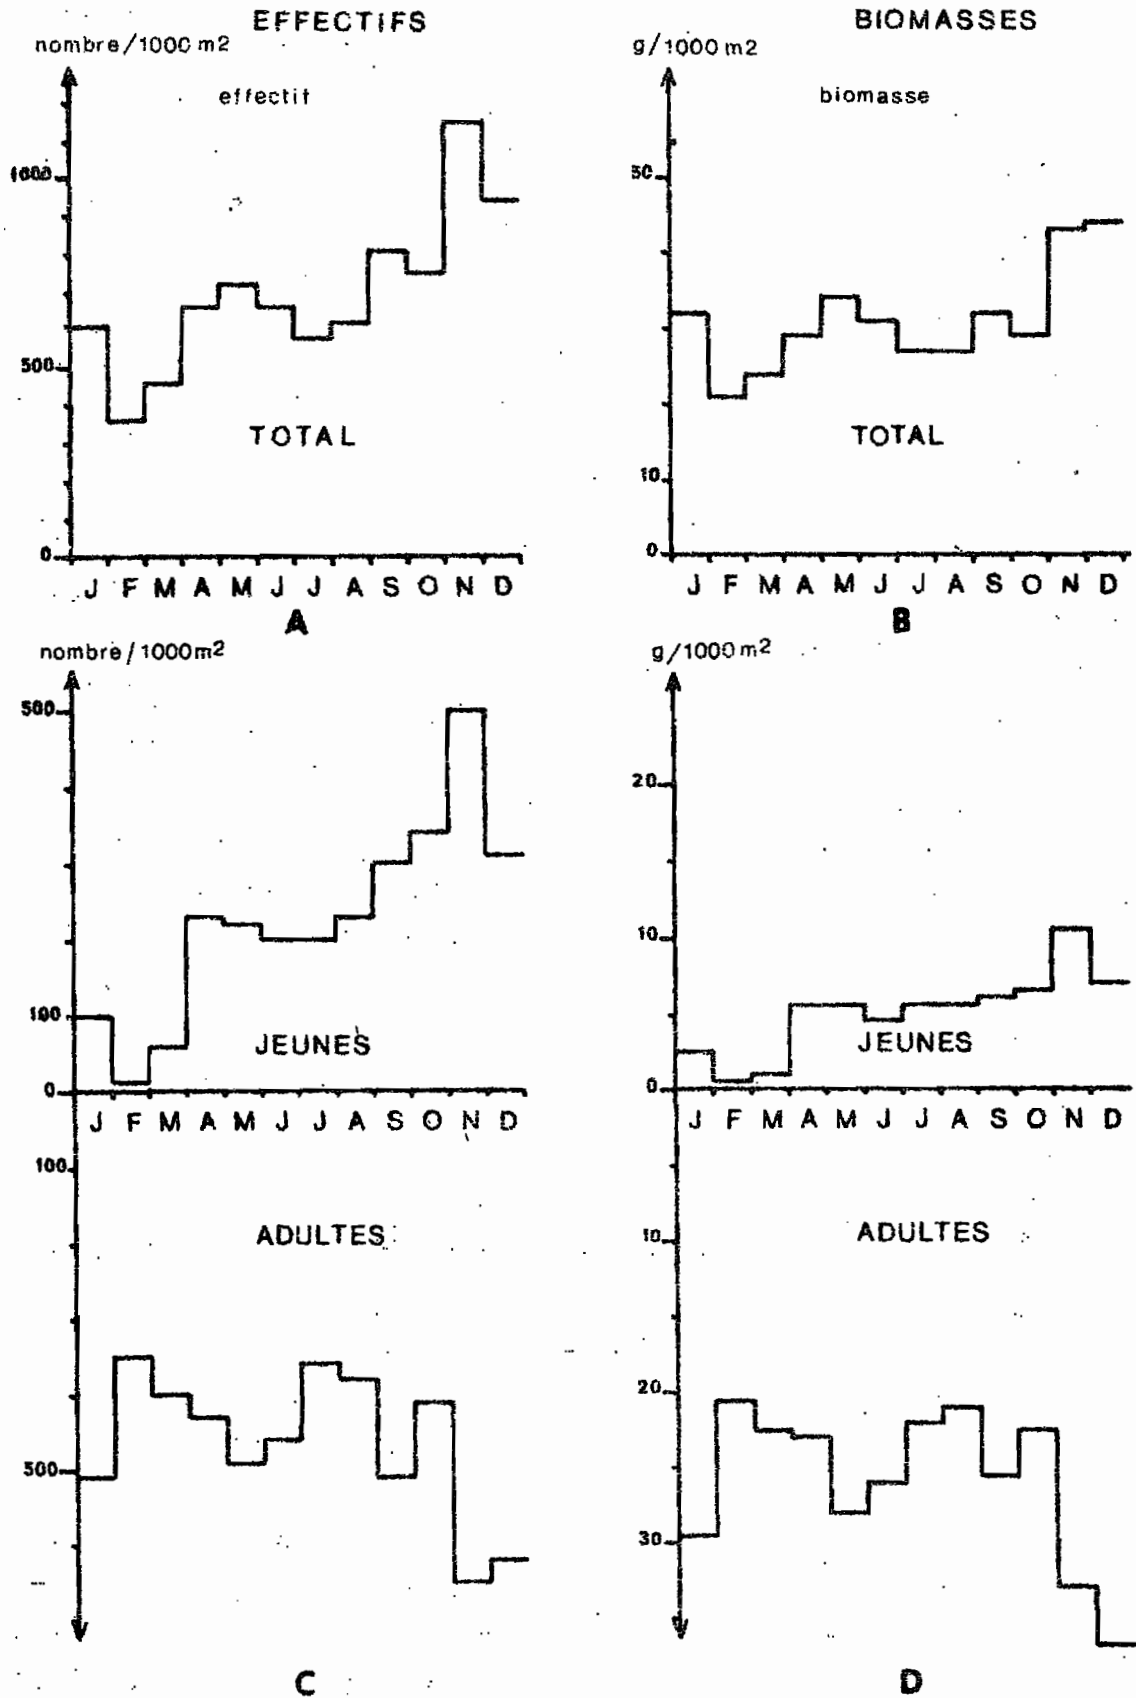 EFFECTIFS
nombre/1000 m2
effectif
1000
500
0
TOTAL
J F M A M J J A S O N D
A
BIOMASSES
g/1000 m2
biomasse
50
10
0
TOTAL
J F M A M J J A S O N D
B
nombre/1000m2
500
100
0
JEUNES
J F M A M J J A S O N D
100
500
ADULTES
C
g/1000m2
20
10
0
JEUNES
J F M A M J J A S O N D
10
20
30
ADULTES
D